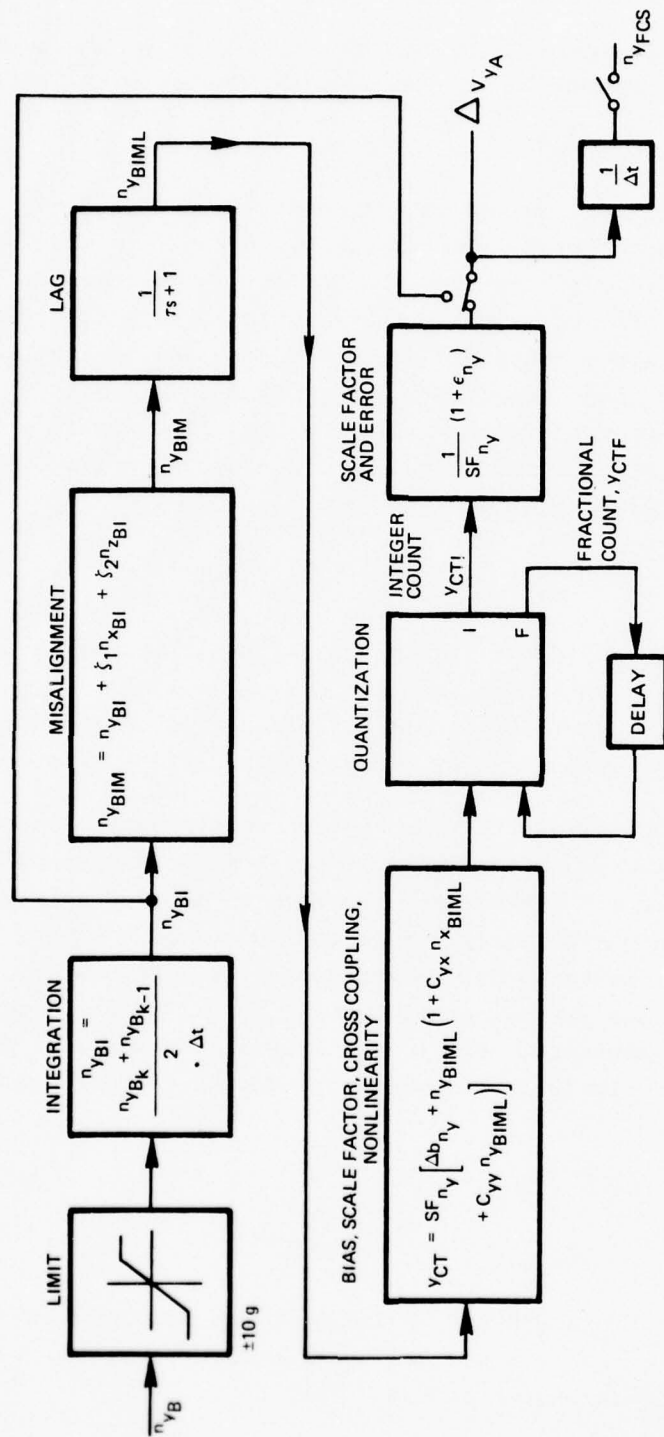 n_{y_B}
LIMIT
±10 g
INTEGRATION
n_{y_{BI}} =
\frac{n_{y_{B_k}} + n_{y_{B_{k-1}}}}{2}
• Δt
n_{y_{BI}}
MISALIGNMENT
n_{y_{BIM}} = n_{y_{BI}} + ζ_1 n_{x_{BI}} + ζ_2 n_{z_{BI}}
n_{y_{BIM}}
LAG
\frac{1}{τs + 1}
n_{y_{BIML}}
BIAS, SCALE FACTOR, CROSS COUPLING,
NONLINEARITY
y_{CT} = SF_{n_y} [Δb_{n_y} + n_{y_{BIML}} (1 + C_{yx} n_{x_{BIML}}
+ C_{yy} n_{y_{BIML}})]
QUANTIZATION
I
F
DELAY
INTEGER
COUNT
y_{CTI}
FRACTIONAL
COUNT, y_{CTF}
SCALE FACTOR
AND ERROR
\frac{1}{SF_{n_y}} (1 + ϵ_{n_y})
Δ V_{y_A}
\frac{1}{Δt}
n_{y_{FCS}}